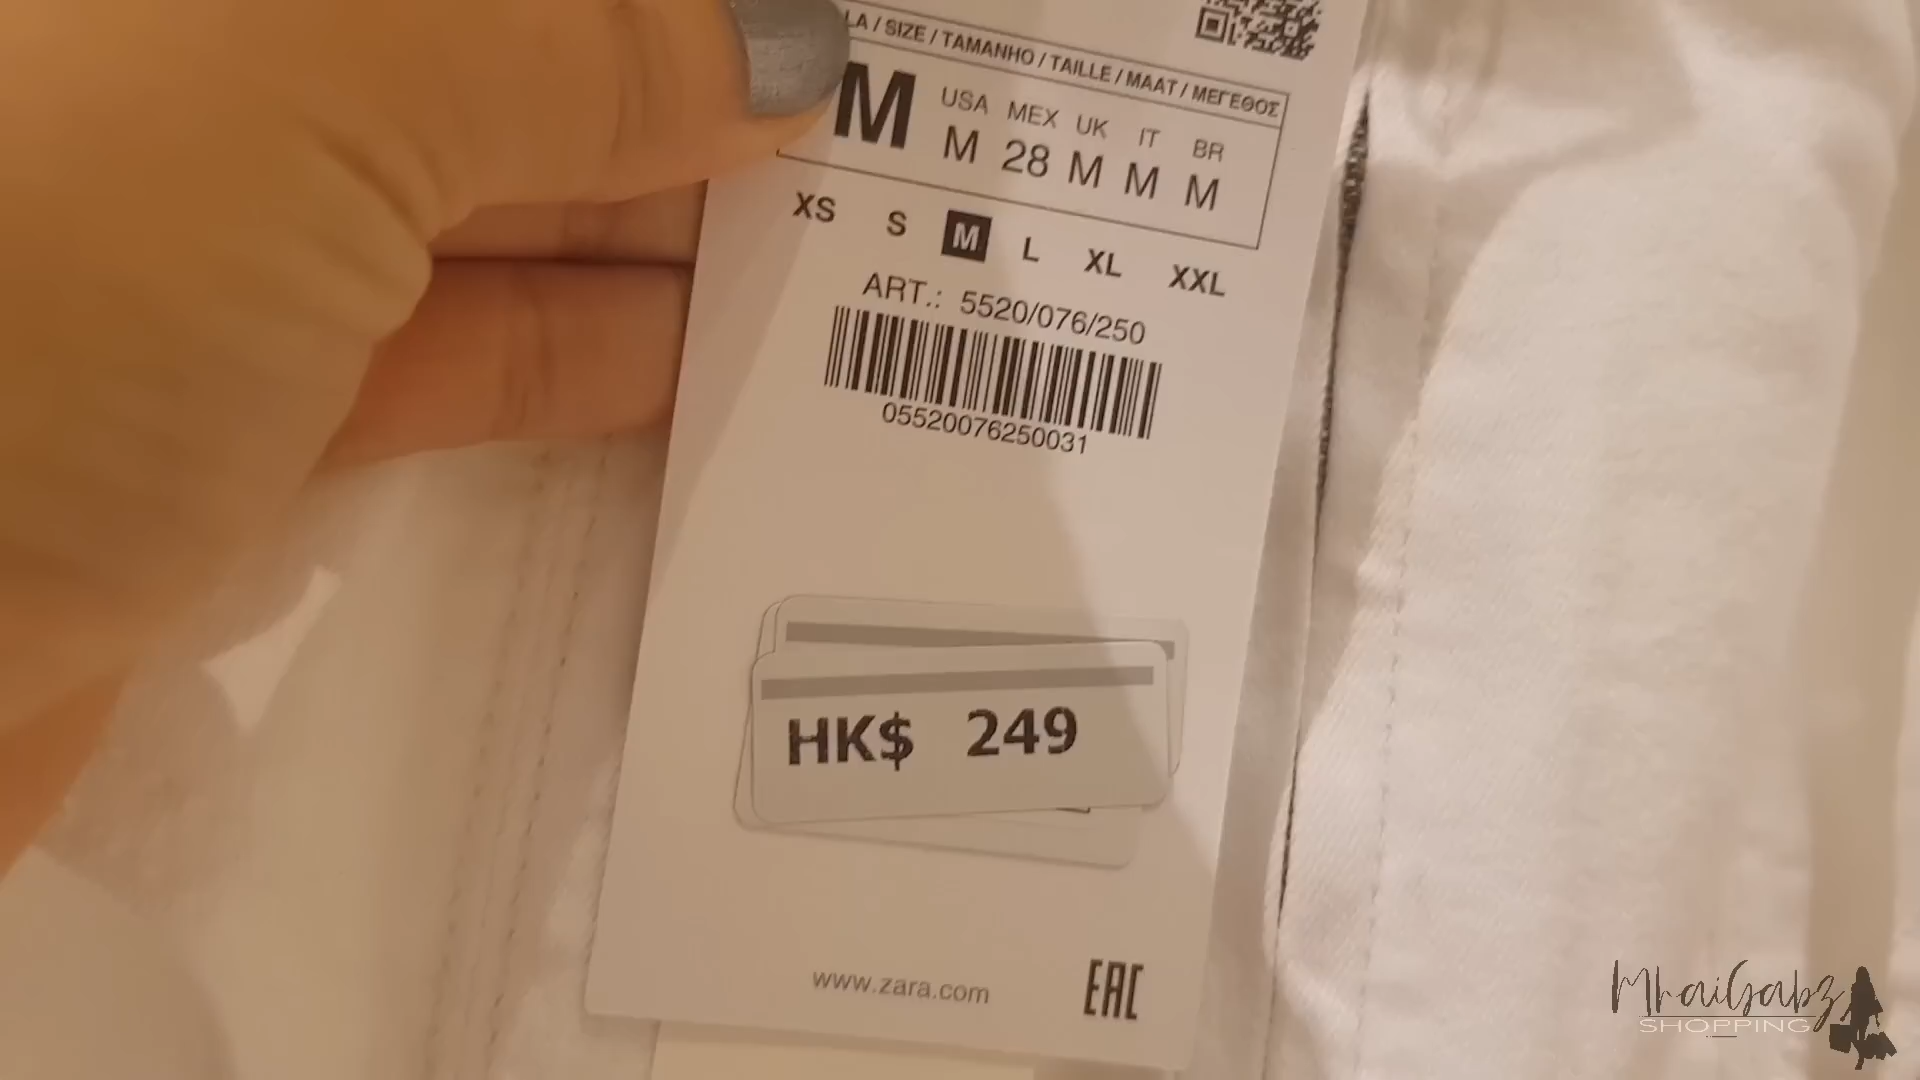 LA / SIZE / TAMANHO / TAILLE / MAAT / ΜΕΓΕΘΟΣ
M USA MEX UK IT BR
M 28 M M M
XS S M L XL XXL
ART.: 5520/076/250
05520076250031
HK$ 249
www.zara.com
EAC
MhaiGabz
SHOPPING